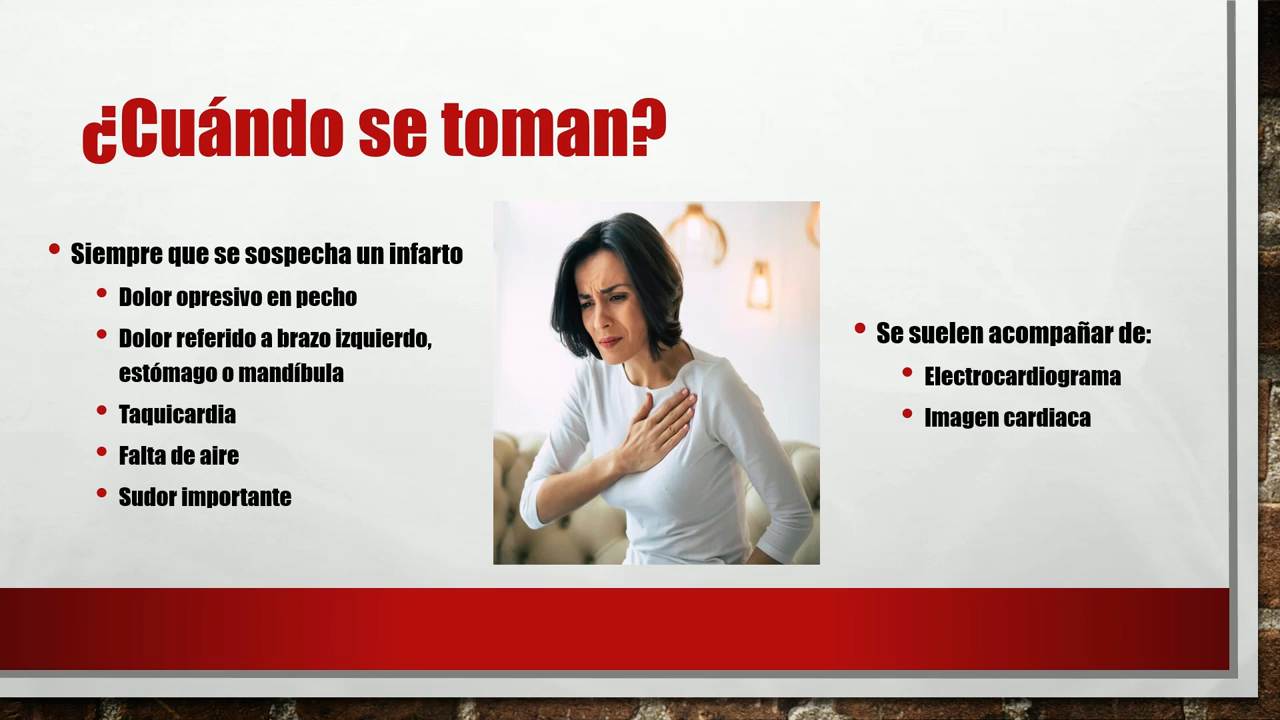 ¿Cuándo se toman?
• Siempre que se sospecha un infarto
• Dolor opresivo en pecho
• Dolor referido a brazo izquierdo,
estómago o mandíbula
• Taquicardia
• Falta de aire
• Sudor importante
• Se suelen acompañar de:
• Electrocardiograma
• Imagen cardiaca